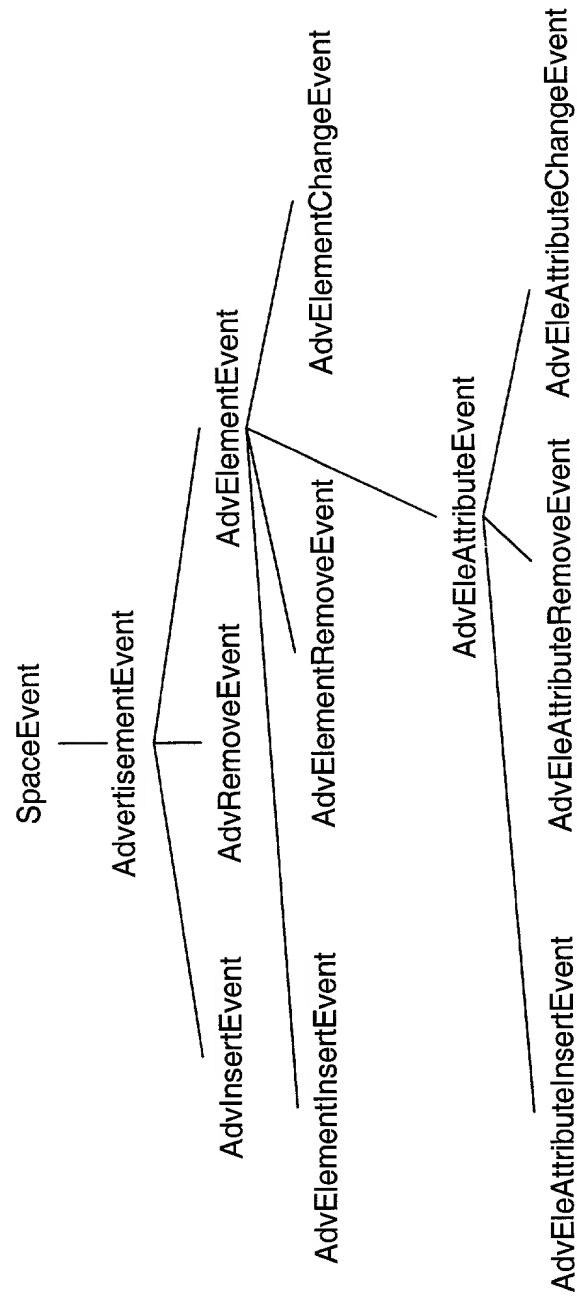 SpaceEvent
AdvertisementEvent
AdvInsertEvent
AdvRemoveEvent
AdvElementEvent
AdvElementInsertEvent
AdvElementRemoveEvent
AdvElementChangeEvent
AdvEleAttributeEvent
AdvEleAttributeInsertEvent
AdvEleAttributeRemoveEvent
AdvEleAttributeChangeEvent